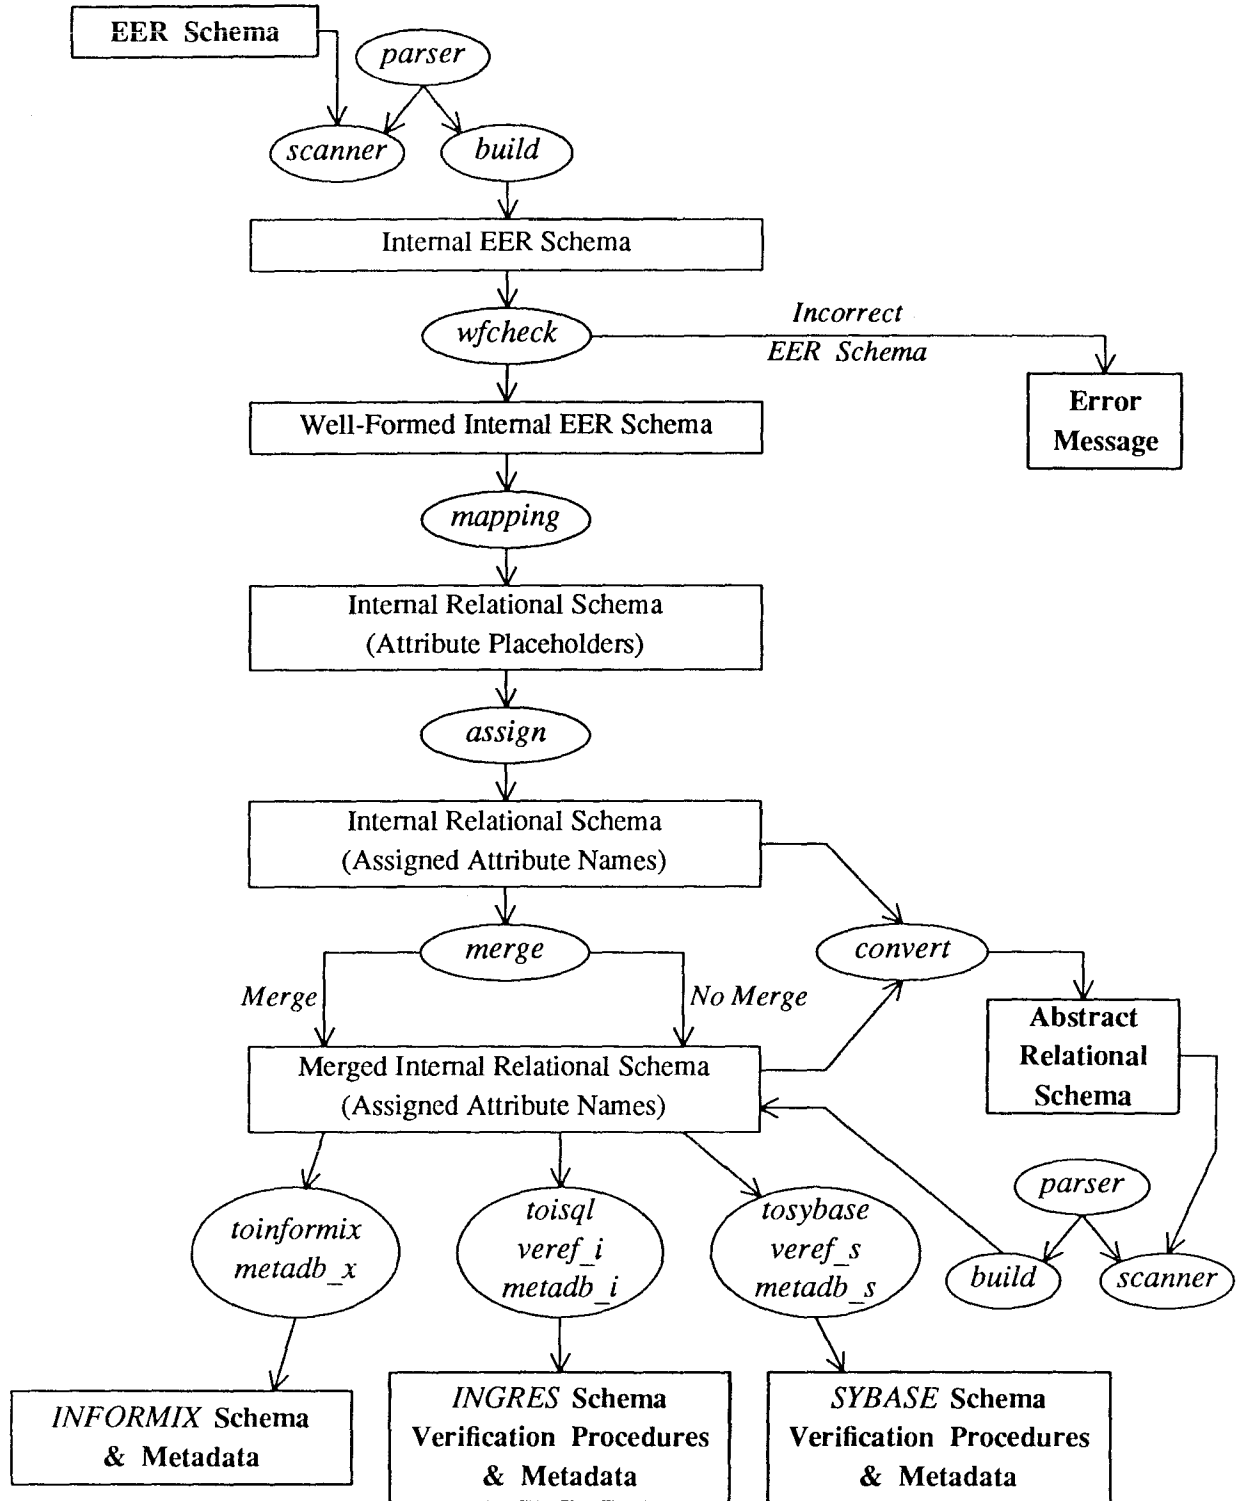 EER Schema
parser
scanner
build
Internal EER Schema
wfcheck
Incorrect
EER Schema
Error
Message
Well-Formed Internal EER Schema
mapping
Internal Relational Schema
(Attribute Placeholders)
assign
Internal Relational Schema
(Assigned Attribute Names)
merge
convert
Merge
No Merge
Abstract
Relational
Schema
Merged Internal Relational Schema
(Assigned Attribute Names)
parser
build
scanner
toinformix
metadb_x
toisql
veref_i
metadb_i
tosybase
veref_s
metadb_s
INFORMIX Schema
& Metadata
INGRES Schema
Verification Procedures
& Metadata
SYBASE Schema
Verification Procedures
& Metadata